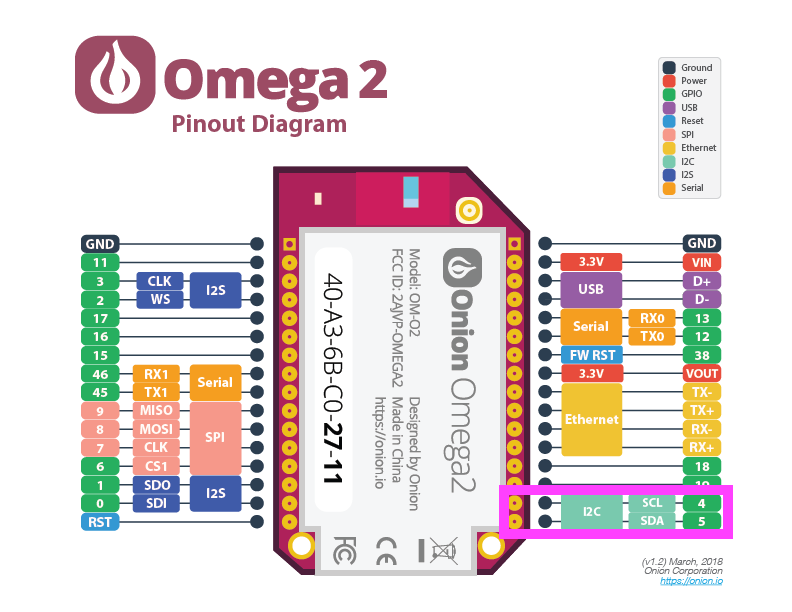 Omega 2
Pinout Diagram
Ground
Power
GPIO
USB
Reset
SPI
Ethernet
I2C
I2S
Serial
GND
11
3 CLK I2S
2 WS
17
16
15
46 RX1 Serial
45 TX1
9 MISO SPI
8 MOSI
7 CLK
6 CS1
1 SDO I2S
0 SDI
RST
40-A3-6B-C0-27-11
Model: OM-O2
FCC ID: 2AJVP-OMEGA2
Designed by Onion
Made in China
https://onion.io
Onion Omega2
FC
CE
GND
3.3V VIN
USB D+
D-
Serial RX0 13
TX0 12
FW RST 38
3.3V VOUT
Ethernet TX-
TX+
RX-
RX+
18
19
I2C SCL 4
SDA 5
(v1.2) March, 2018
Onion Corporation
https://onion.io